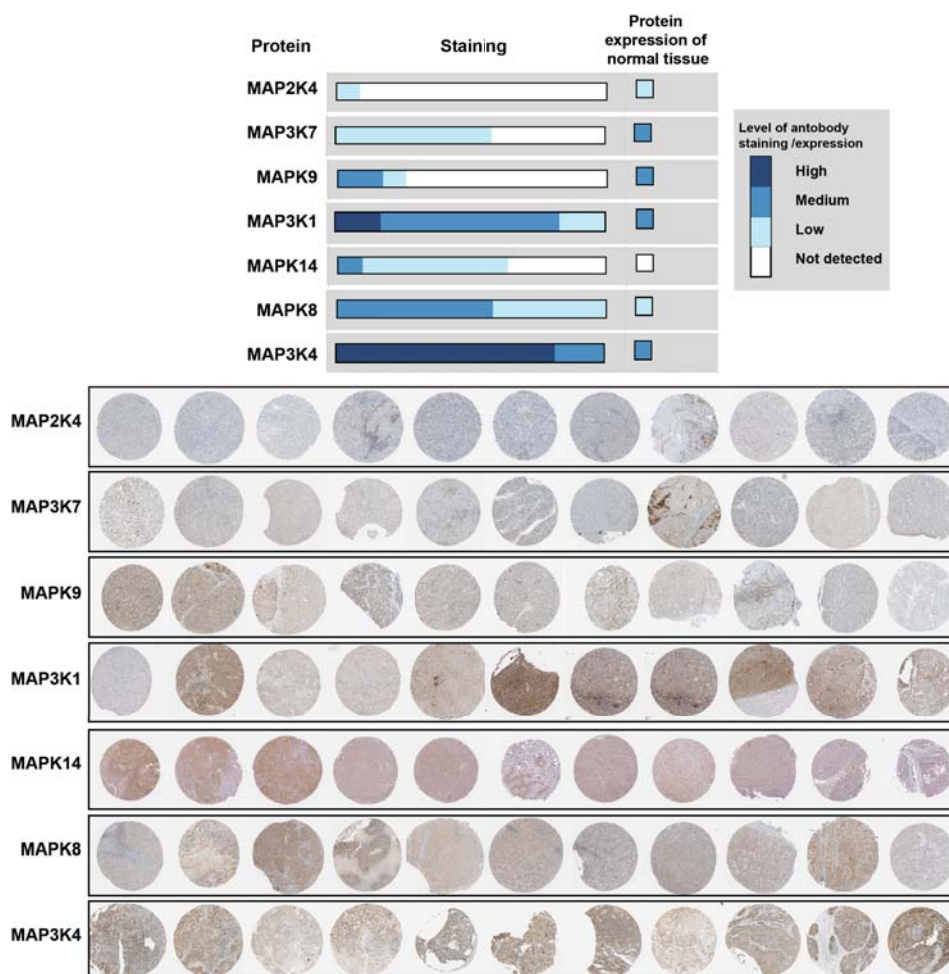 Protein
Staining
Protein
expression of
normal tissue
MAP2K4
MAP3K7
MAPK9
MAP3K1
MAPK14
MAPK8
MAP3K4
Level of antobody
staining /expression
High
Medium
Low
Not detected
MAP2K4
MAP3K7
MAPK9
MAP3K1
MAPK14
MAPK8
MAP3K4